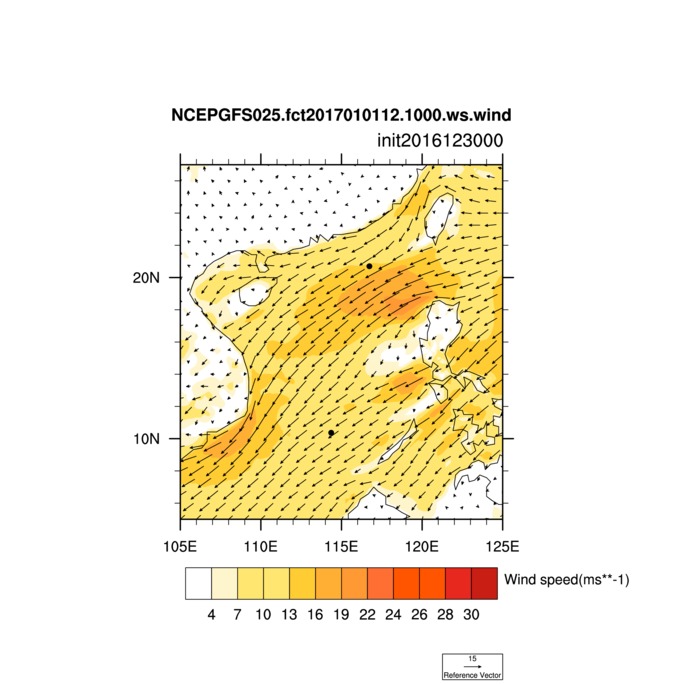 NCEPGFS025.fct2017010112.1000.ws.wind
init2016123000
20N
10N
105E 110E 115E 120E 125E
Wind speed(ms**-1)
4 7 10 13 16 19 22 24 26 28 30
15
Reference Vector